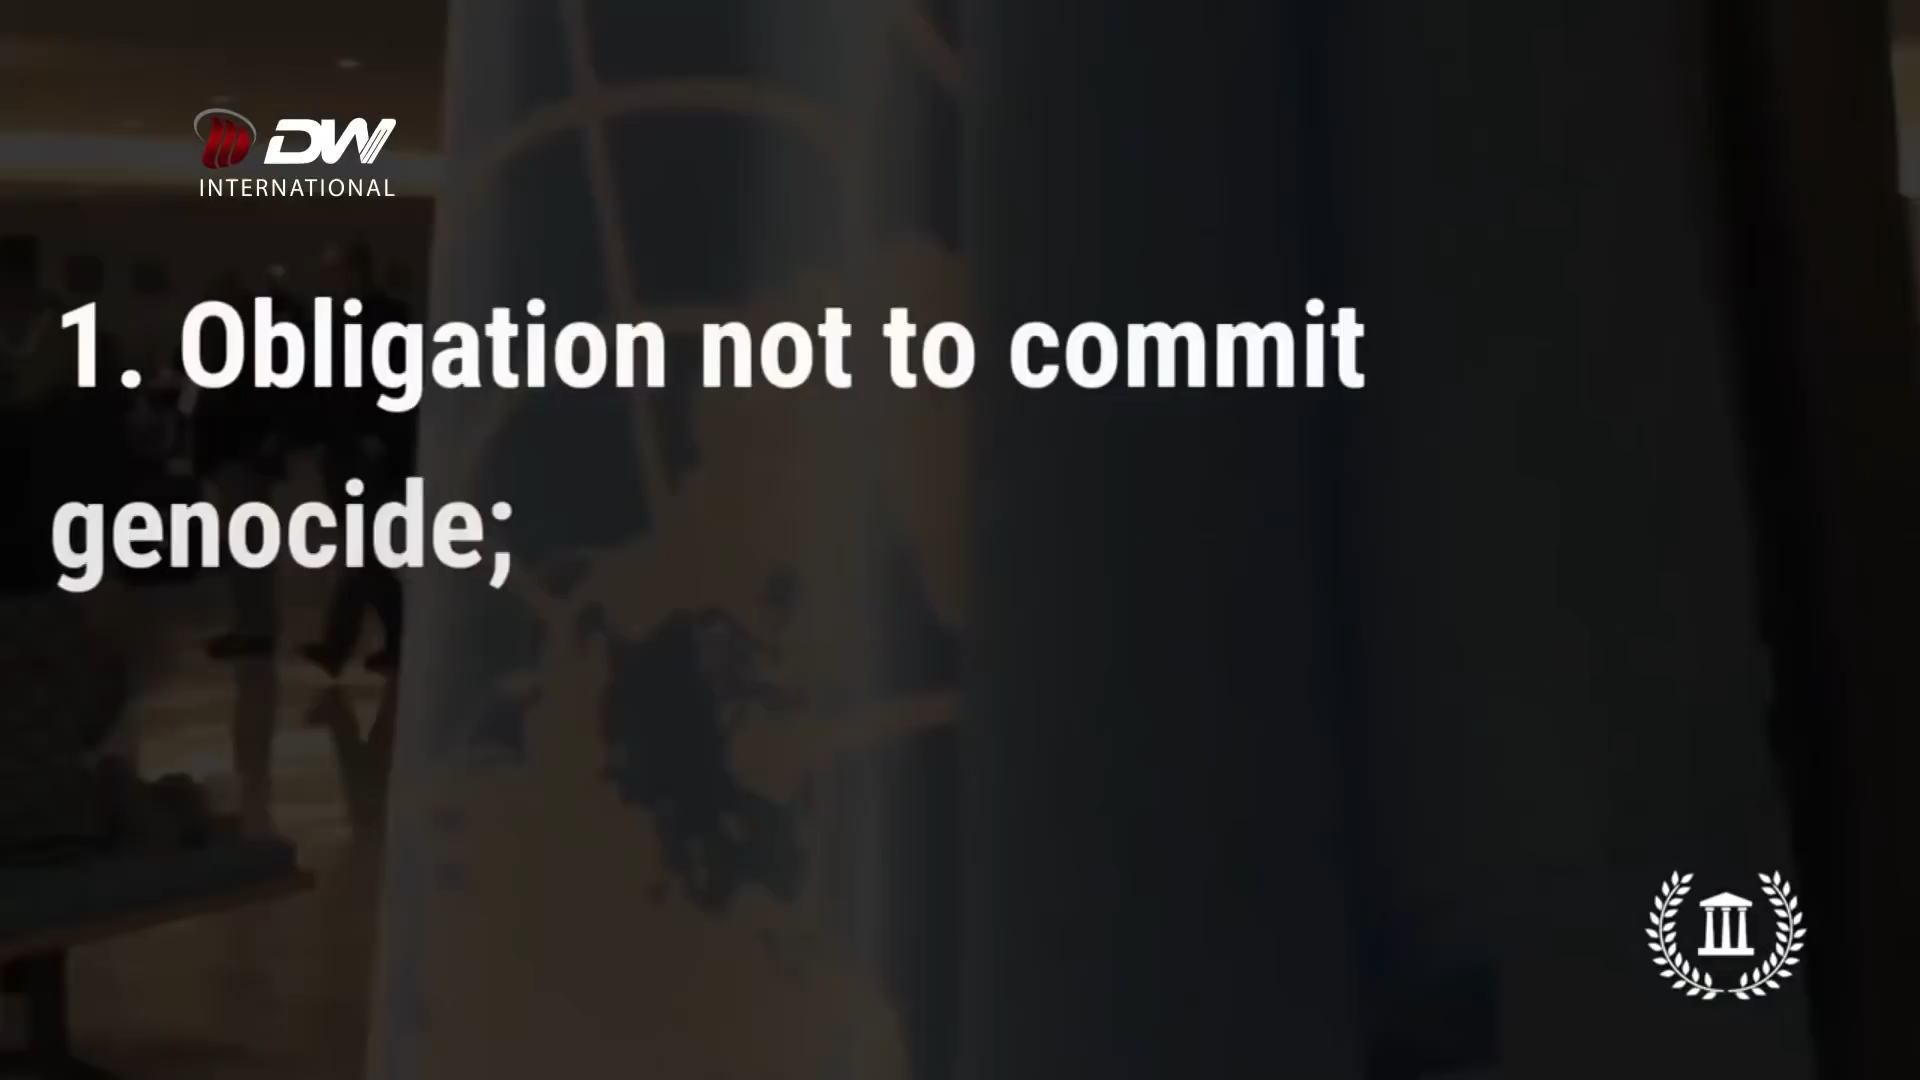 DW
INTERNATIONAL
1. Obligation not to commit
genocide;